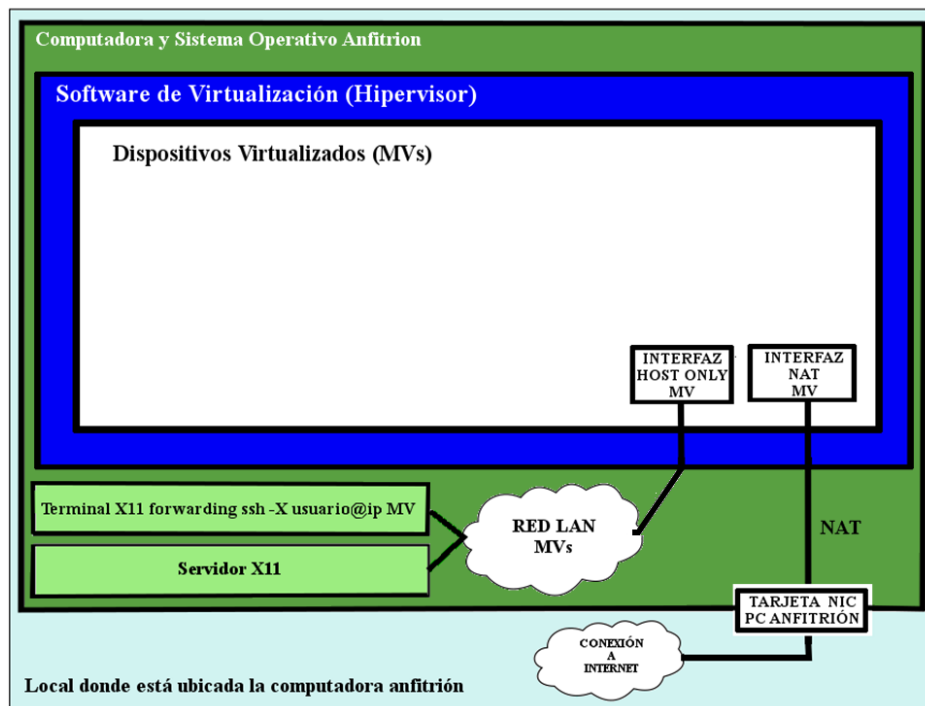 Computadora y Sistema Operativo Anfitrion
Software de Virtualización (Hipervisor)
Dispositivos Virtualizados (MVs)
INTERFAZ
HOST ONLY
MV
INTERFAZ
NAT
MV
Terminal X11 forwarding ssh -X usuario@ip MV
Servidor X11
RED LAN
MVs
NAT
TARJETA NIC
PC ANFITRIÓN
CONEXIÓN
A
INTERNET
Local donde está ubicada la computadora anfitrión